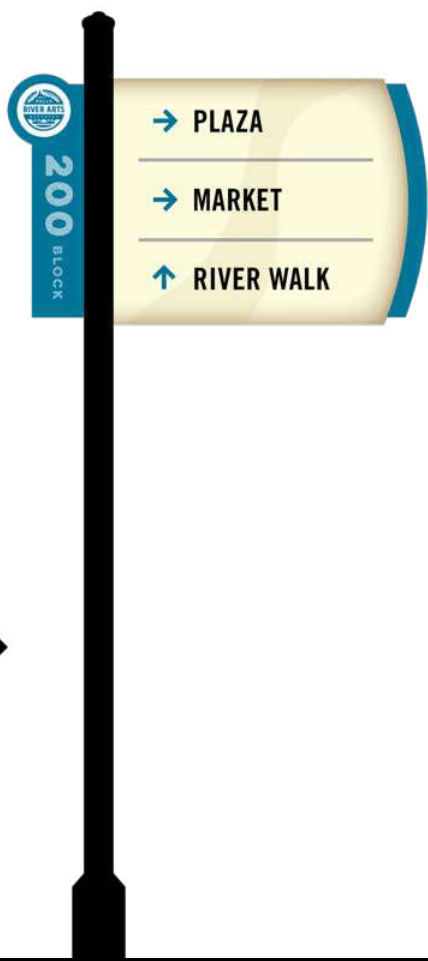 RIVER ARTS
200 BLOCK
→ PLAZA
→ MARKET
↑ RIVER WALK